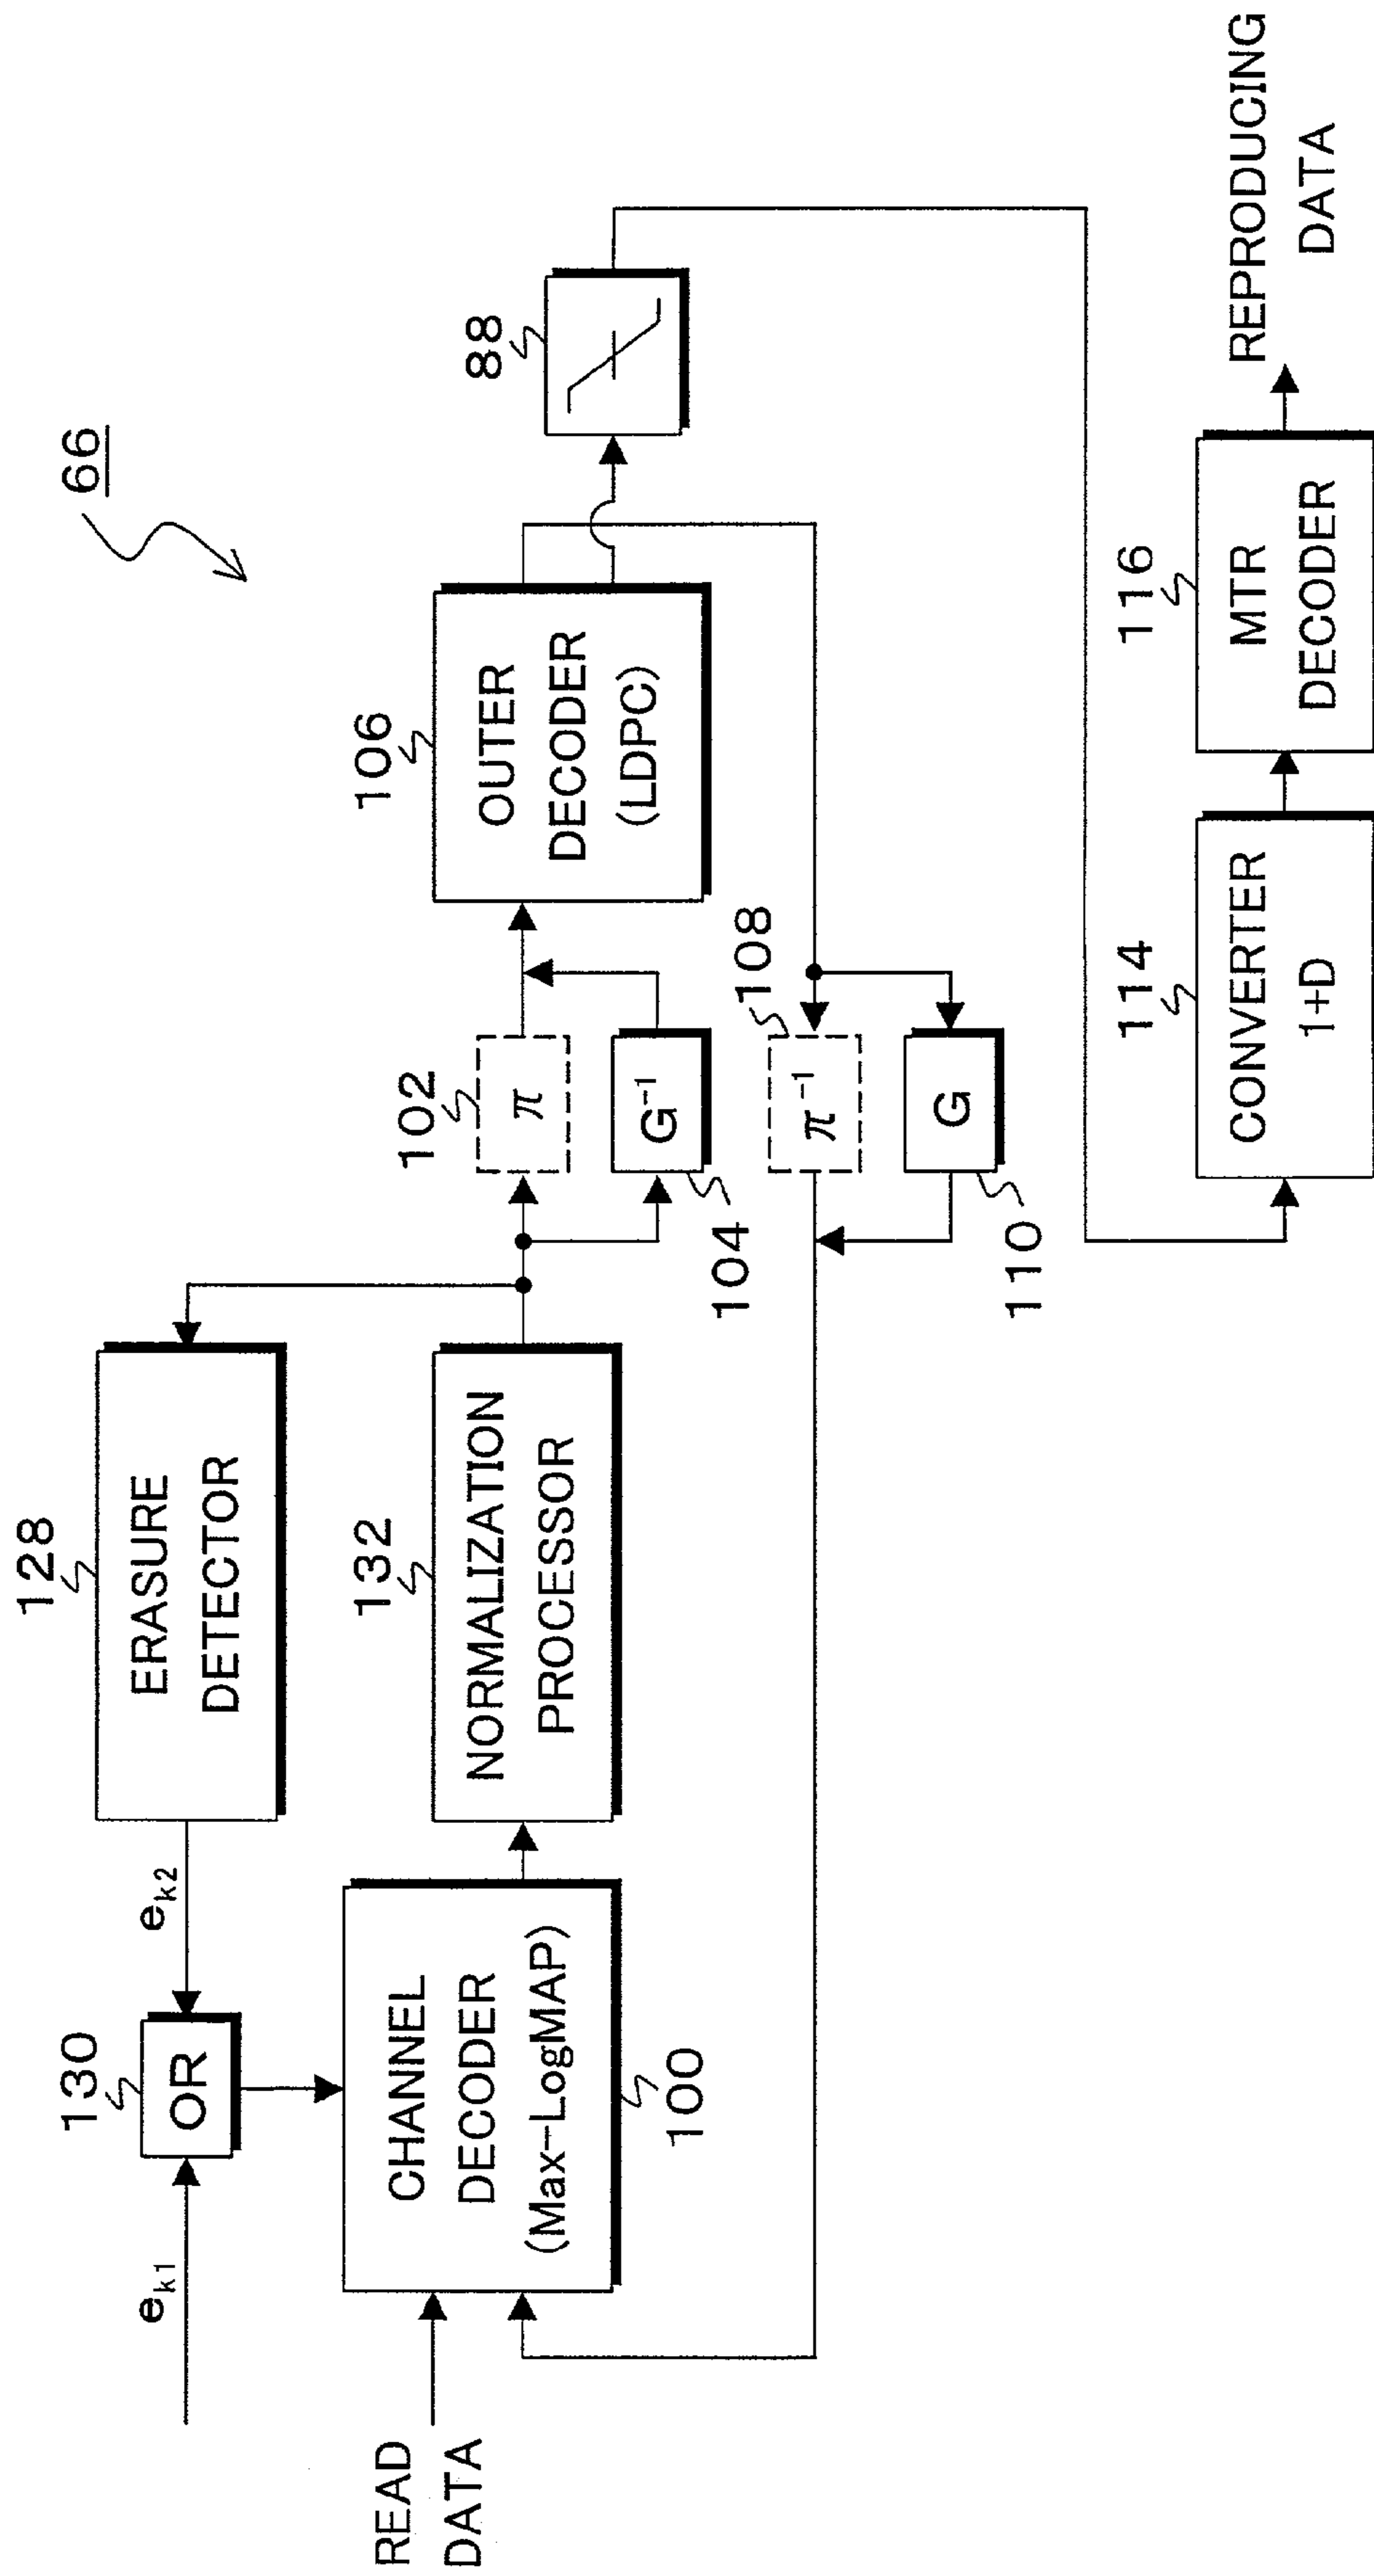 66
128
ERASURE
DETECTOR
130
OR
e_k1
e_k2
132
NORMALIZATION
PROCESSOR
READ
DATA
CHANNEL
DECODER
(Max-LogMAP)
100
102
π
104
G⁻¹
106
OUTER
DECODER
(LDPC)
88
108
π⁻¹
110
G
114
CONVERTER
1+D
116
MTR
DECODER
REPRODUCING
DATA